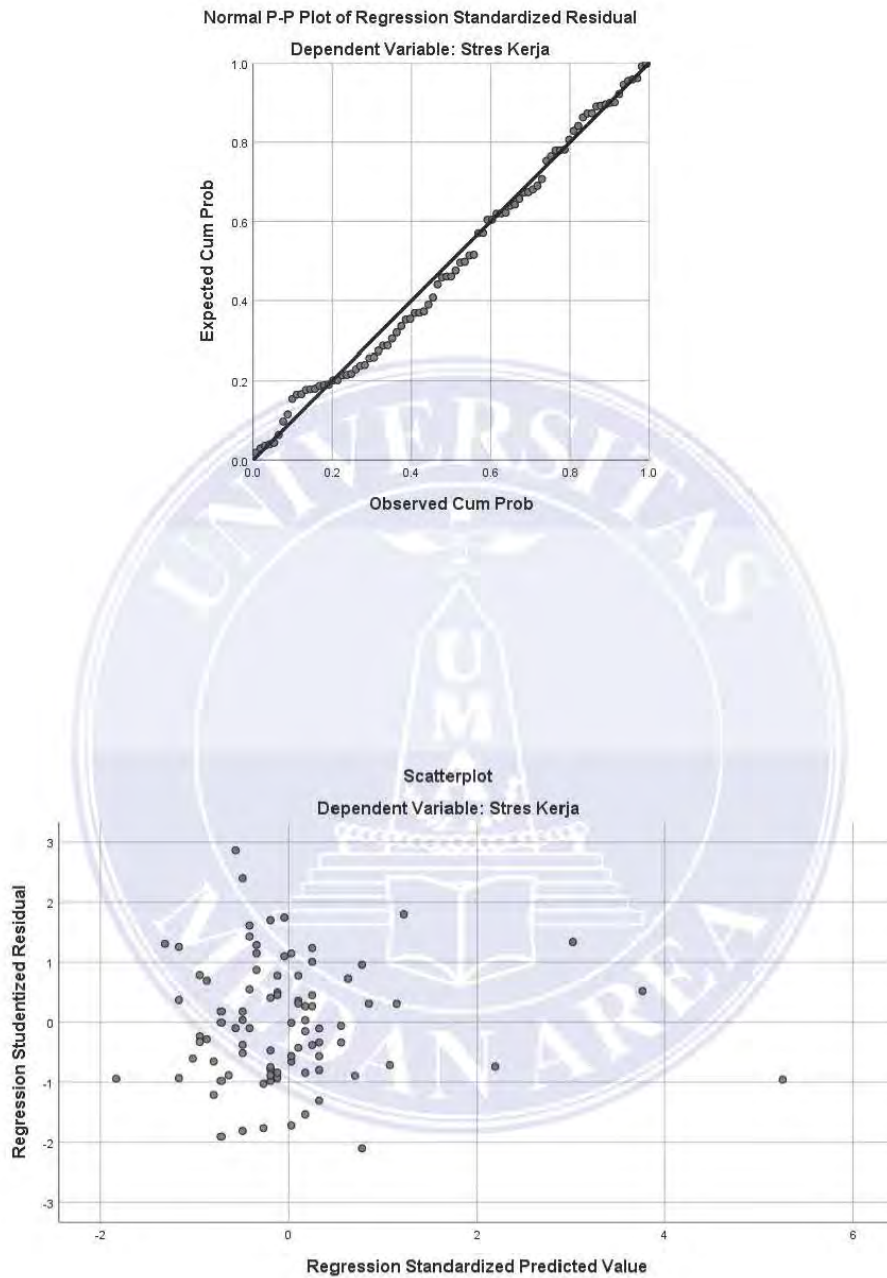 Normal P-P Plot of Regression Standardized Residual
Dependent Variable: Stres Kerja
1.0
0.8
0.6
0.4
0.2
0.0
Expected Cum Prob
0.0 0.2 0.4 0.6 0.8 1.0
Observed Cum Prob
UNIVERSITAS
UMA
MEDAN AREA
Scatterplot
Dependent Variable: Stres Kerja
3
2
1
0
-1
-2
-3
Regression Studentized Residual
-2 0 2 4 6
Regression Standardized Predicted Value